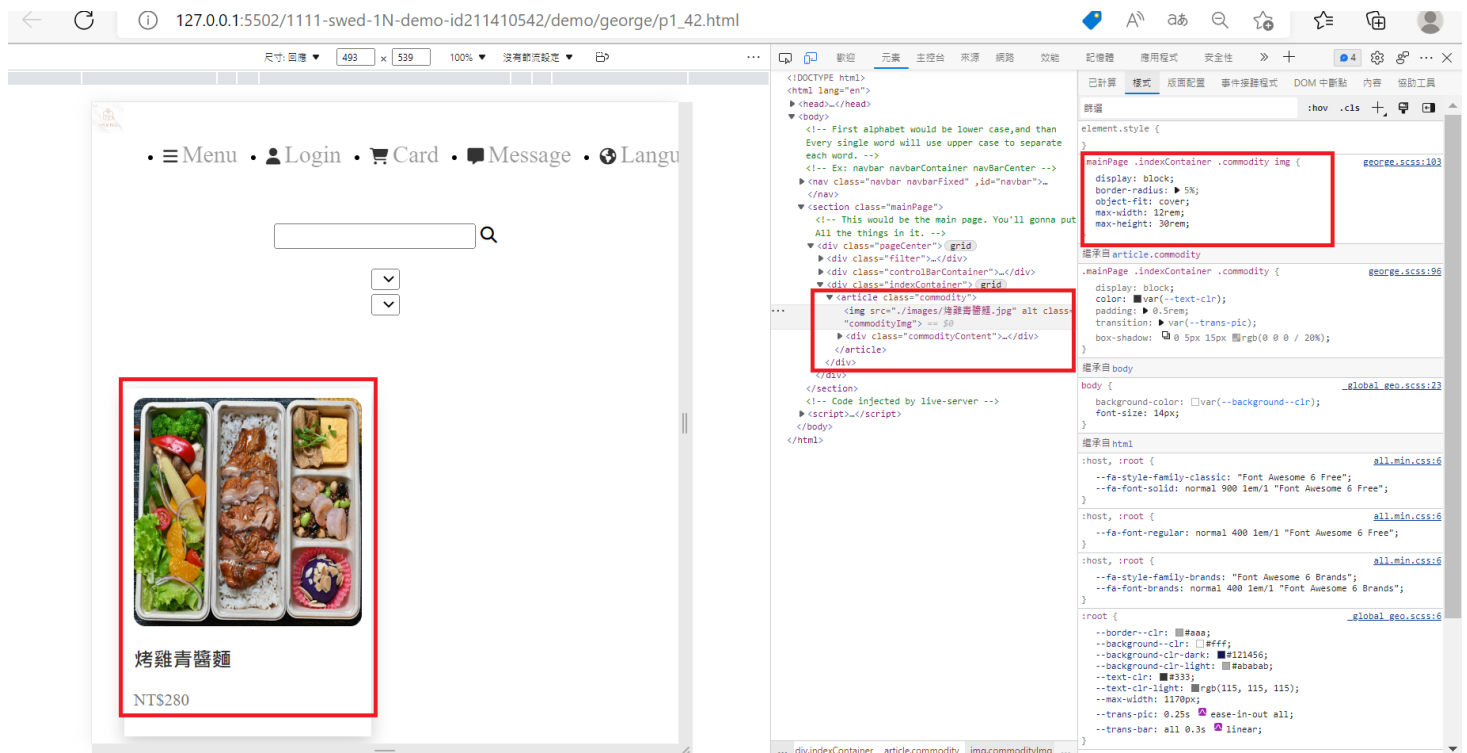 127.0.0.1:5502/1111-swed-1N-demo-id211410542/demo/george/p1_42.html
尺寸: 回應 ▼ 493 × 539 100% ▼ 沒有節流設定 ▼
Menu
Login
Card
Message
Langu
烤雞青醬麵
NT$280
歡迎 元素 主控台 來源 網路 效能 記憶體 應用程式 安全性 » + 4
<!DOCTYPE html>
<html lang="en">
▶<head>…</head>
▼<body>
<!-- First alphabet would be lower case,and than
Every single word will use upper case to separate
each word. -->
<!-- Ex: navbar navbarContainer navBarCenter -->
▶<nav class="navbar navbarFixed" ,id="navbar">…
</nav>
▼<section class="mainPage">
<!-- This would be the main page. You'll gonna put
All the things in it. -->
▼<div class="pageCenter"> grid
▶<div class="filter">…</div>
▶<div class="controlBarContainer">…</div>
▼<div class="indexContainer"> grid
▼<article class="commodity">
<img src="./images/烤雞青醬麵.jpg" alt class=
"commodityImg"> == $0
▶<div class="commodityContent">…</div>
</article>
</div>
</div>
</section>
<!-- Code injected by live-server -->
▶<script>…</script>
</body>
</html>
… div.indexContainer article.commodity img.commodityImg …
已計算 樣式 版面配置 事件接聽程式 DOM 中斷點 內容 協助工具
篩選 :hov .cls +
element.style {
}
.mainPage .indexContainer .commodity img { george.scss:103
display: block;
border-radius: ▶ 5%;
object-fit: cover;
max-width: 12rem;
max-height: 30rem;
繼承自 article.commodity
.mainPage .indexContainer .commodity { george.scss:96
display: block;
color: var(--text-clr);
padding: ▶ 0.5rem;
transition: ▶ var(--trans-pic);
box-shadow: 0 5px 15px rgb(0 0 0 / 20%);
}
繼承自 body
body { _global geo.scss:23
background-color: var(--background--clr);
font-size: 14px;
}
繼承自 html
:host, :root { all.min.css:6
--fa-style-family-classic: "Font Awesome 6 Free";
--fa-font-solid: normal 900 1em/1 "Font Awesome 6 Free";
}
:host, :root { all.min.css:6
--fa-font-regular: normal 400 1em/1 "Font Awesome 6 Free";
}
:host, :root { all.min.css:6
--fa-style-family-brands: "Font Awesome 6 Brands";
--fa-font-brands: normal 400 1em/1 "Font Awesome 6 Brands";
}
:root { _global geo.scss:6
--border--clr: #aaa;
--background--clr: #fff;
--background-clr-dark: #121456;
--background-clr-light: #ababab;
--text-clr: #333;
--text-clr-light: rgb(115, 115, 115);
--max-width: 1170px;
--trans-pic: 0.25s ease-in-out all;
--trans-bar: all 0.3s linear;
}